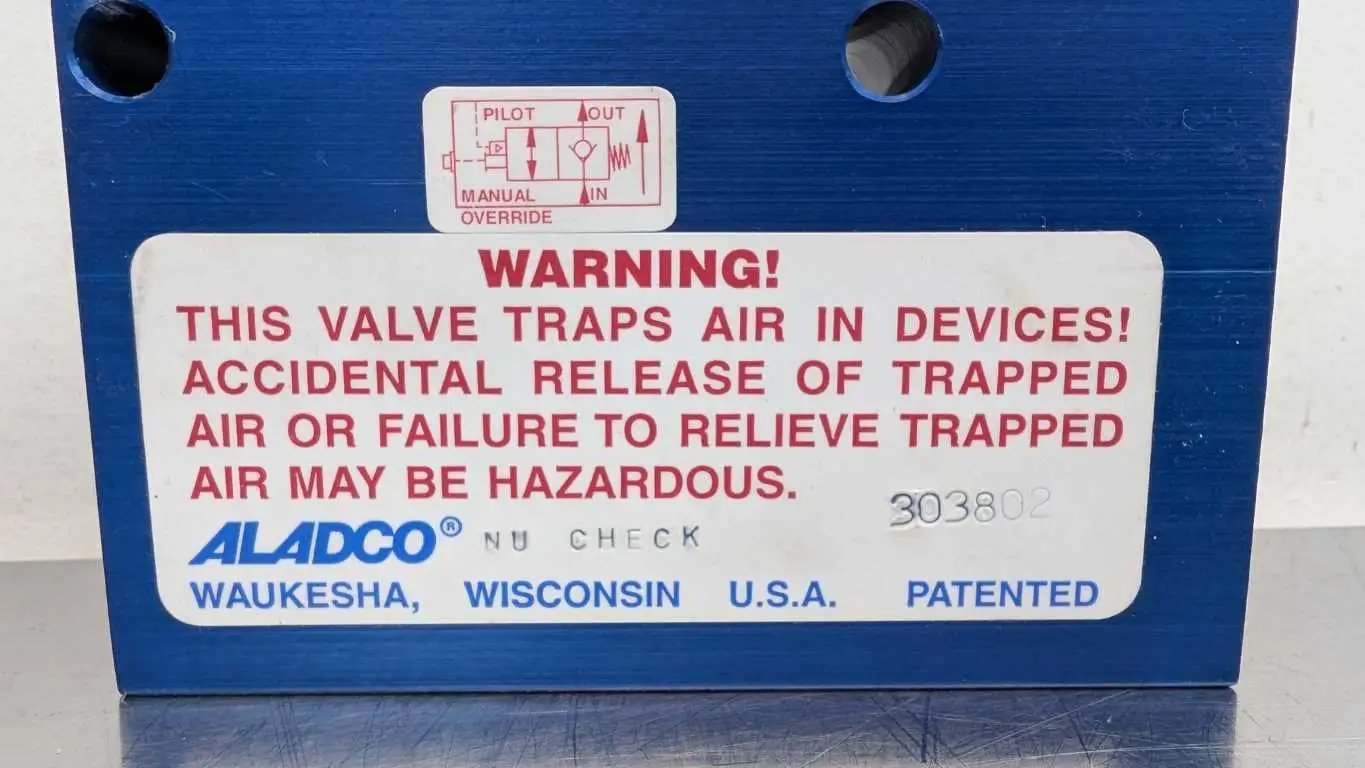 PILOT OUT
MANUAL IN
OVERRIDE
WARNING!
THIS VALVE TRAPS AIR IN DEVICES!
ACCIDENTAL RELEASE OF TRAPPED
AIR OR FAILURE TO RELIEVE TRAPPED
AIR MAY BE HAZARDOUS.
303802
ALADCO® NU CHECK
WAUKESHA, WISCONSIN U.S.A. PATENTED